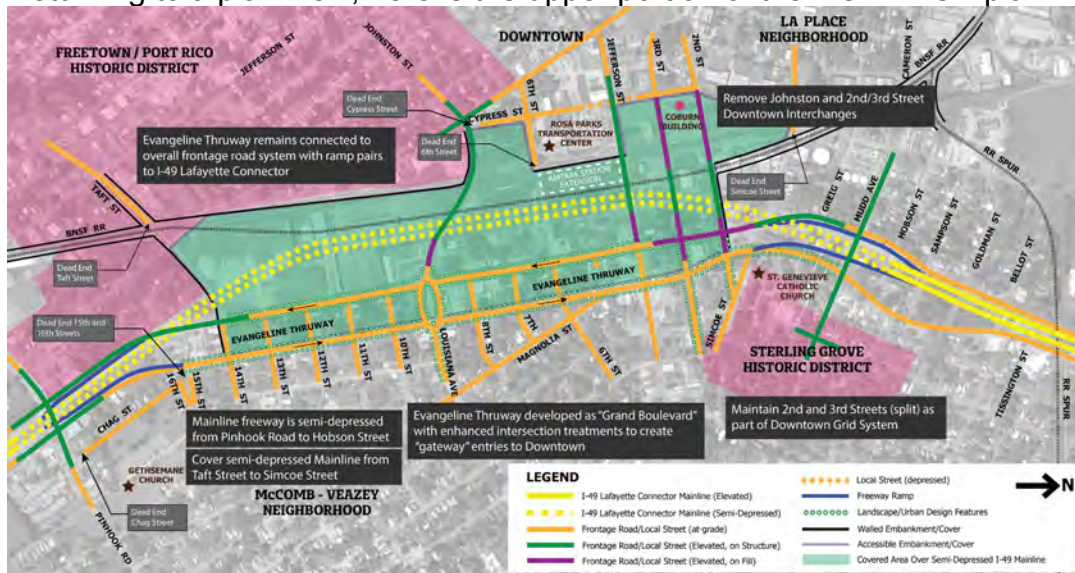 FREETOWN / PORT RICO
HISTORIC DISTRICT
JEFFERSON ST
JOHNSTON ST
DOWNTOWN
6TH ST
JEFFERSON ST
3RD ST
2ND ST
LA PLACE
NEIGHBORHOOD
CAMERON ST
BNSF RR
Dead End
Cypress Street
CYPRESS ST
Evangeline Thruway remains connected to
overall frontage road system with ramp pairs
to I-49 Lafayette Connector
Dead End
6th Street
ROSA PARKS
TRANSPORTATION
CENTER
COBURN
BUILDING
Remove Johnston and 2nd/3rd Street
Downtown Interchanges
AMTRAK STATION
EXTENSION
Dead End
Simcoe Street
RR SPUR
TAFT ST
BNSF RR
Dead End
Taft Street
GREIG ST
MUDD AVE
HOBSON ST
SAMPSON ST
GOLDMAN ST
BELLOT ST
Dead End 15th and
16th Streets
EVANGELINE THRUWAY
EVANGELINE THRUWAY
ST. GENEVIEVE
CATHOLIC
CHURCH
16TH ST
15TH ST
14TH ST
13TH ST
12TH ST
11TH ST
10TH ST
LOUISIANA AVE
8TH ST
7TH ST
MAGNOLIA ST
6TH ST
SIMCOE ST
STERLING GROVE
HISTORIC DISTRICT
TISSINGTON ST
RR SPUR
CHAG ST
Mainline freeway is semi-depressed
from Pinhook Road to Hobson Street
Cover semi-depressed Mainline from
Taft Street to Simcoe Street
Evangeline Thruway developed as "Grand Boulevard"
with enhanced intersection treatments to create
"gateway" entries to Downtown
Maintain 2nd and 3rd Streets (split) as
part of Downtown Grid System
GETHSEMANE
CHURCH
Dead End
Chag Street
PINHOOK RD
McCOMB - VEAZEY
NEIGHBORHOOD
LEGEND
I-49 Lafayette Connector Mainline (Elevated)
I-49 Lafayette Connector Mainline (Semi-Depressed)
Frontage Road/Local Street (at-grade)
Frontage Road/Local Street (Elevated, on Structure)
Frontage Road/Local Street (Elevated, on Fill)
Local Street (depressed)
Freeway Ramp
Landscape/Urban Design Features
Walled Embankment/Cover
Accessible Embankment/Cover
Covered Area Over Semi-Depressed I-49 Mainline
N